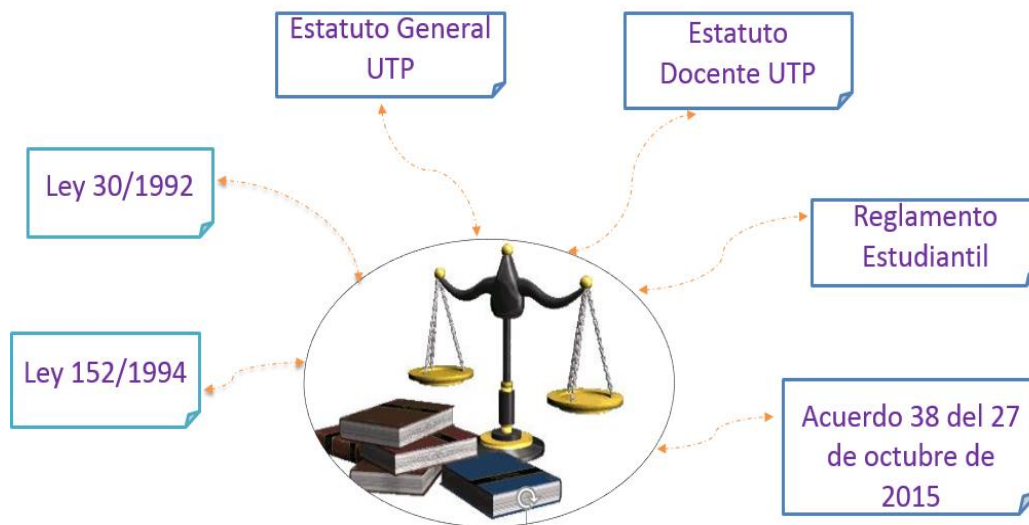 Estatuto General
UTP
Estatuto
Docente UTP
Ley 30/1992
Reglamento
Estudiantil
Ley 152/1994
Acuerdo 38 del 27
de octubre de
2015